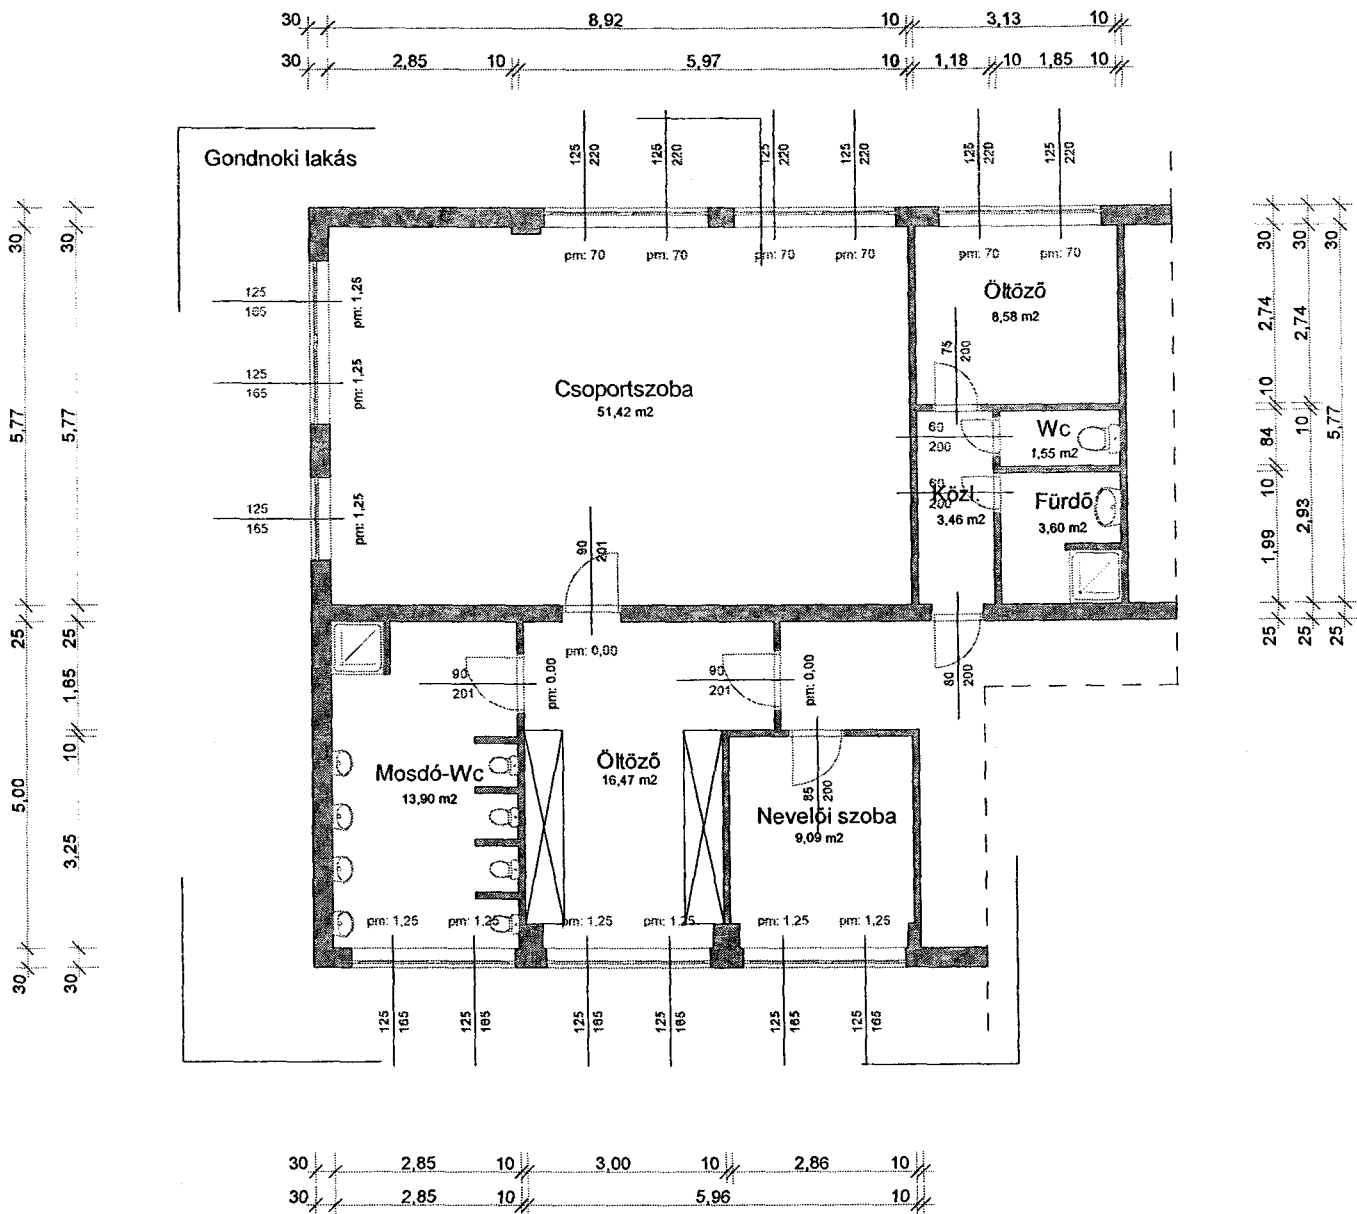 30 8,92 10 3,13 10
30 2,85 10 5,97 10 1,18 10 1,85 10
Gondnoki lakás
125 220 125 220 125 220 125 220 125 220 125 220
pm: 70 pm: 70 pm: 70 pm: 70 pm: 70 pm: 70
30 30
5,77 5,77
25 25
1,65
10
5,00
3,25
30 30
125
165
pm: 1,25
125
165
pm: 1,25
125
165
pm: 1,25
Csoportszoba
51,42 m2
Öltöző
8,58 m2
75
200
60
200
Wc
1,55 m2
60
200
Közl.
3,46 m2
Fürdő
3,60 m2
30 30 30
2,74 2,74
10 10 5,77
84
10
1,99 2,93
25 25 25
90
201
pm: 0,00
90
201
pm: 0,00
90
201
pm: 0,00
80
200
Mosdó-Wc
13,90 m2
Öltöző
16,47 m2
85
200
Nevelői szoba
9,09 m2
pm: 1,25 pm: 1,25 pm: 1,25 pm: 1,25 pm: 1,25 pm: 1,25
125 165 125 165 125 165 125 165 125 165 125 165
30 2,85 10 3,00 10 2,86 10
30 2,85 10 5,96 10